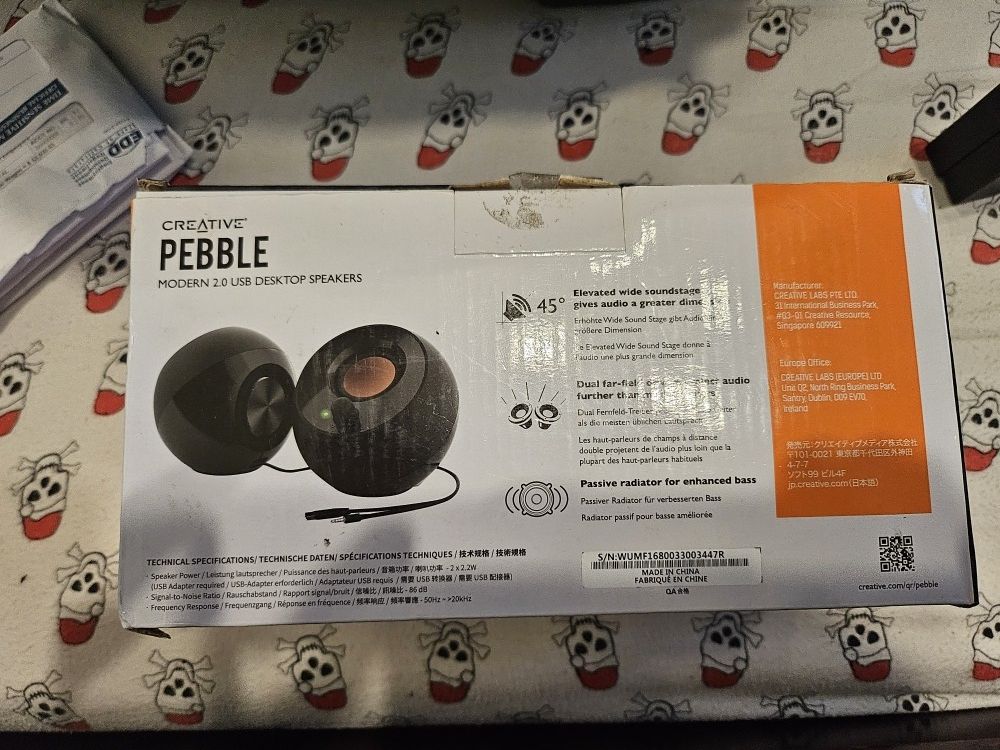 TIME SENSITIVE
OFFICIAL BUSINESS
EDD
CREATIVE®
PEBBLE
MODERN 2.0 USB DESKTOP SPEAKERS
45°
Elevated wide soundstage
gives audio a greater
Erhöhte Wide Sound Stage gibt Audio
größere Dimension
Elevated Wide Sound Stage donne à
l'audio une plus grande dimension
Dual audio
further
Dual Fernfeld-Treiber
als die meisten üblichen Lautsprecher
Les haut-parleurs de champs à distance
double projetent de l'audio plus loin que la
plupart des haut-parleurs habituels
Passive radiator for enhanced bass
Passiver Radiator für verbesserten Bass
Radiator passif pour basse améliorée
Manufacturer:
CREATIVE LABS PTE LTD.
31 International Business Park,
#03-01 Creative Resource,
Singapore 609921
Europe Office:
CREATIVE LABS (EUROPE) LTD
Unit Q2, North Ring Business Park,
Santry, Dublin, D09 EV70,
Ireland
発売元: クリエイティブメディア株式会社
〒101-0021 東京都千代田区外神田
4-7-7
ソフト99 ビル4F
jp.creative.com(日本語)
TECHNICAL SPECIFICATIONS/ TECHNISCHE DATEN/ SPÉCIFICATIONS TECHNIQUES / 技术规格 / 技術規格
· Speaker Power / Leistung lautsprecher / Puissance des haut-parleurs / 音箱功率 / 喇叭功率 - 2 x 2.2W
(USB Adapter required / USB-Adapter erforderlich / Adaptateur USB requis / 需要 USB 转换器 / 需要 USB 配接器)
· Signal-to-Noise Ratio / Rauschabstand / Rapport signal/bruit / 信噪比 / 訊噪比 - 86 dB
· Frequency Response / Frequenzgang / Réponse en fréquence / 频率响应 / 頻率響應 - 50Hz ~ >20kHz
S/N:WUMF1680033003447R
MADE IN CHINA
FABRIQUÉ EN CHINE
QA合格
creative.com/qr/pebble